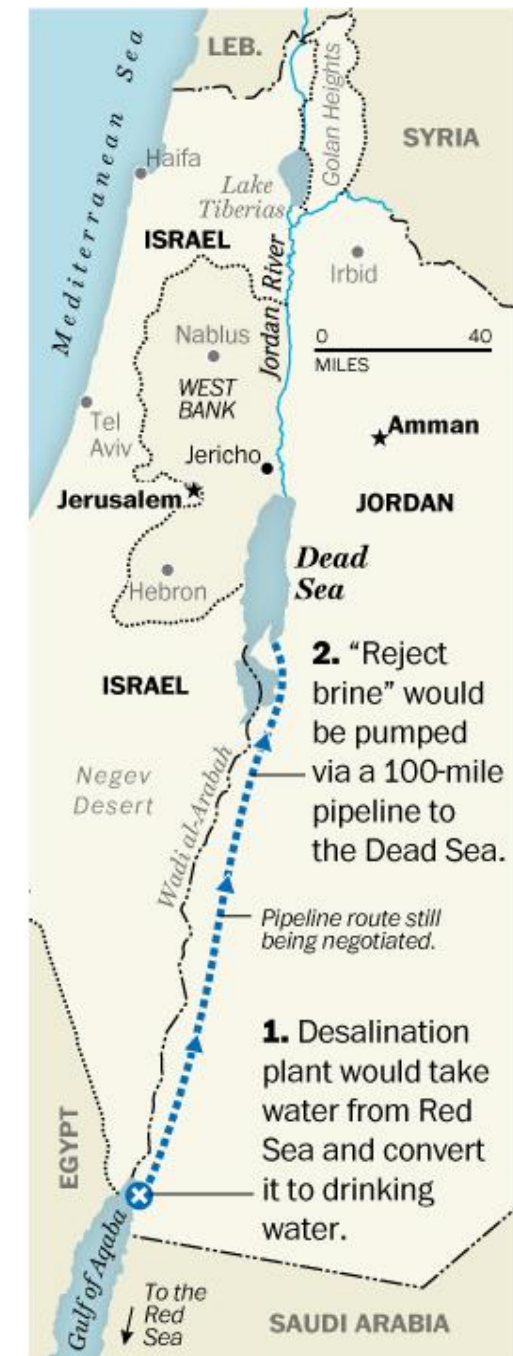 Mediterranean Sea
LEB.
Golan Heights
SYRIA
Haifa
Lake
Tiberias
ISRAEL
Jordan River
Irbid
Nablus
0 40
MILES
WEST
BANK
Tel
Aviv
Amman
Jericho
Jerusalem
JORDAN
Dead
Sea
Hebron
2. “Reject
brine” would
be pumped
via a 100-mile
pipeline to
the Dead Sea.
ISRAEL
Negev
Desert
Wadi al-Arabah
Pipeline route still
being negotiated.
1. Desalination
plant would take
water from Red
Sea and convert
it to drinking
water.
EGYPT
Gulf of Aqaba
To the
Red
Sea
SAUDI ARABIA